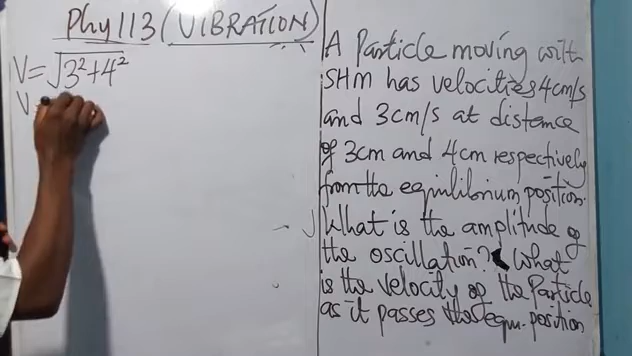 Phy 113 (VIBRATION)
V = √3²+4²
V =
A Particle moving with
SHM has velocities 4cm/s
and 3cm/s at distance
of 3cm and 4cm respectively
from the equilibrium position.
What is the amplitude of
the oscillation? What
is the velocity of the Particle
as it passes the equ. position